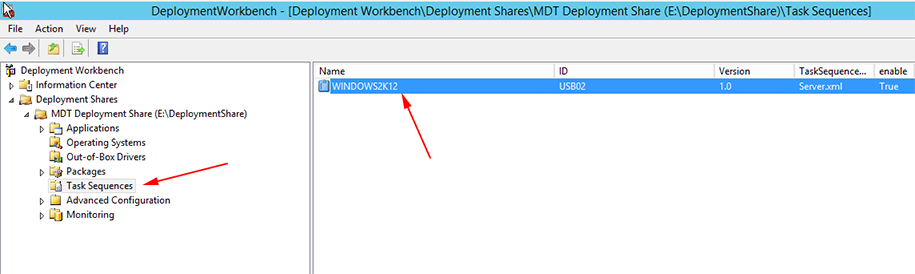 DeploymentWorkbench - [Deployment Workbench\Deployment Shares\MDT Deployment Share (E:\DeploymentShare)\Task Sequences]
File Action View Help
Deployment Workbench
Information Center
Deployment Shares
MDT Deployment Share (E:\DeploymentShare)
Applications
Operating Systems
Out-of-Box Drivers
Packages
Task Sequences
Advanced Configuration
Monitoring
Name ID Version TaskSequence... enable
WINDOWS2K12 USB02 1.0 Server.xml True